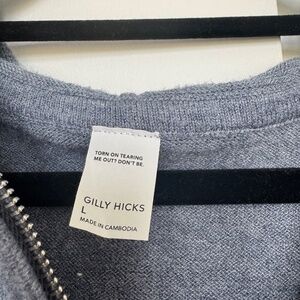 TORN ON TEARING
ME OUT? DON'T BE.
GILLY HICKS
L
MADE IN CAMBODIA